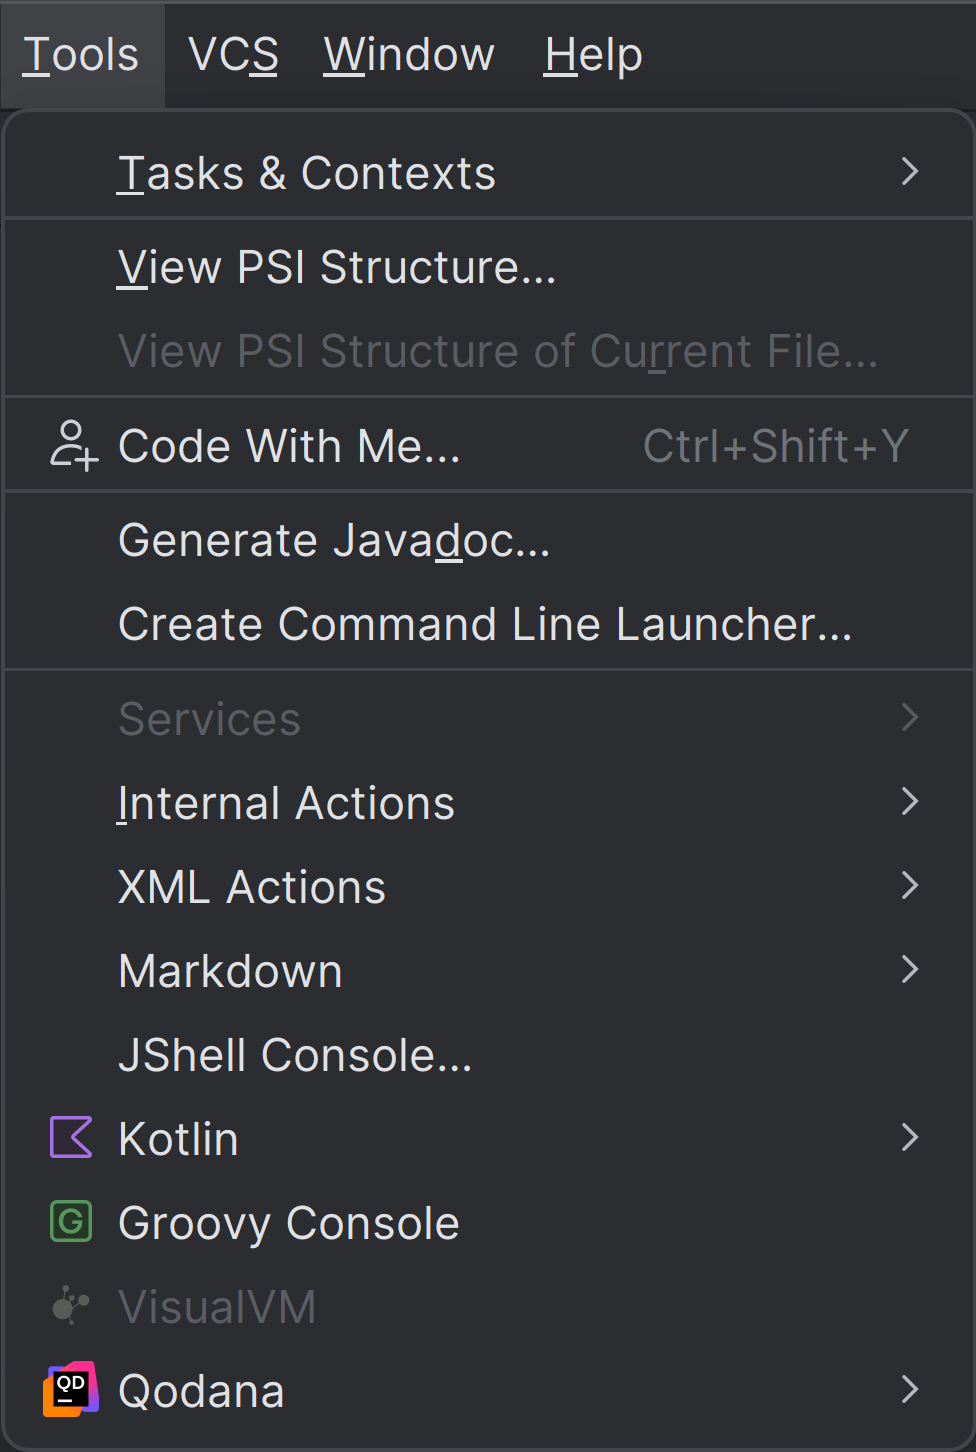 Tools VCS Window Help
Tasks & Contexts
View PSI Structure...
View PSI Structure of Current File...
Code With Me... Ctrl+Shift+Y
Generate Javadoc...
Create Command Line Launcher...
Services
Internal Actions
XML Actions
Markdown
JShell Console...
Kotlin
G Groovy Console
VisualVM
QD Qodana